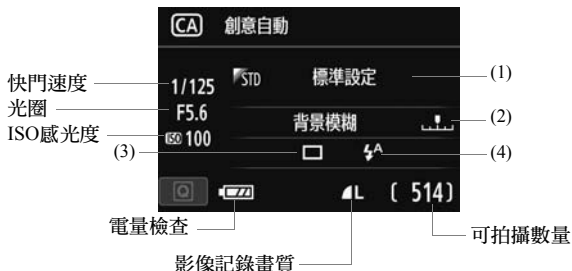 CA 創意自動
快門速度
1/125
STD 標準設定
(1)
光圈
F5.6
背景模糊
(2)
ISO感光度
ISO 100
(3)
A
(4)
Q
L
[ 514]
電量檢查
可拍攝數量
影像記錄畫質